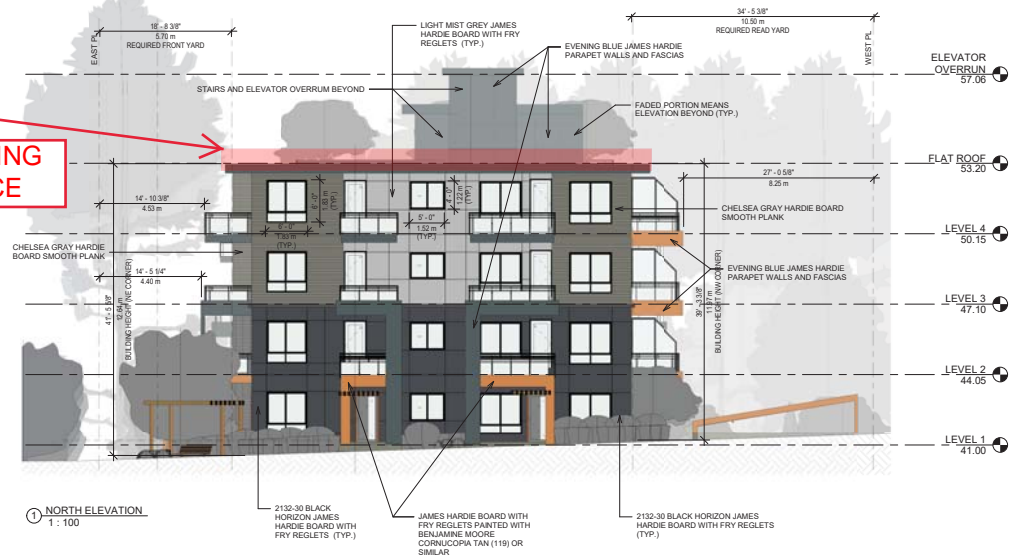 18' - 8 3/8"
5.70 m
REQUIRED FRONT YARD
EAST PL
LIGHT MIST GREY JAMES
HARDIE BOARD WITH FRY
REGLETS (TYP.)
EVENING BLUE JAMES HARDIE
PARAPET WALLS AND FASCIAS
34' - 5 3/8"
10.50 m
REQUIRED READ YARD
WEST PL
ELEVATOR
OVERRUN
57.06
STAIRS AND ELEVATOR OVERRUM BEYOND
FADED PORTION MEANS
ELEVATION BEYOND (TYP.)
ING
CE
FLAT ROOF
53.20
27' - 0 5/8"
8.25 m
14' - 10 3/8"
4.53 m
6' - 0"
1.83 m
(TYP.)
4' - 0"
1.22 m
(TYP.)
5' - 0"
1.52 m
(TYP.)
6' - 0"
1.83 m
(TYP.)
CHELSEA GRAY HARDIE BOARD
SMOOTH PLANK
LEVEL 4
50.15
CHELSEA GRAY HARDIE
BOARD SMOOTH PLANK
14' - 5 1/4"
4.40 m
EVENING BLUE JAMES HARDIE
PARAPET WALLS AND FASCIAS
41' - 5 5/8"
12.64 m
BUILDING HEIGHT (NE CORNER)
39' - 3 3/8"
11.97 m
BUILDING HEIGHT (NW CORNER)
LEVEL 3
47.10
LEVEL 2
44.05
LEVEL 1
41.00
1 NORTH ELEVATION
1 : 100
2132-30 BLACK
HORIZON JAMES
HARDIE BOARD WITH
FRY REGLETS (TYP.)
JAMES HARDIE BOARD WITH
FRY REGLETS PAINTED WITH
BENJAMINE MOORE
CORNUCOPIA TAN (119) OR
SIMILAR
2132-30 BLACK HORIZON JAMES
HARDIE BOARD WITH FRY REGLETS
(TYP.)